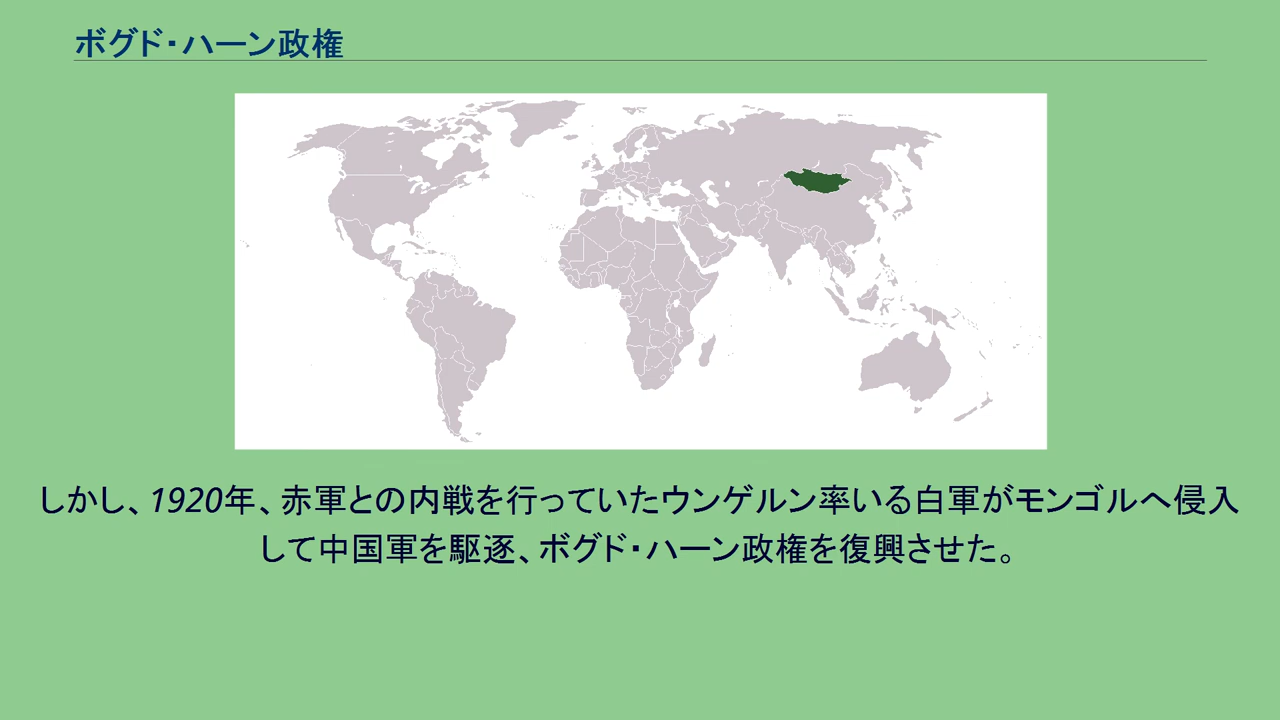 ボグド・ハーン政権
しかし、1920年、赤軍との内戦を行っていたウンゲルン率いる白軍がモンゴルへ侵入
して中国軍を駆逐、ボグド・ハーン政権を復興させた。